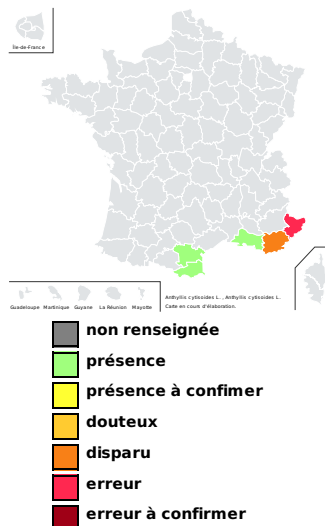 Île-de-France
Anthyllis cytisoides L. , Anthyllis cytisoides L.
Carte en cours d'élaboration.
Guadeloupe Martinique Guyane La Réunion Mayotte
non renseignée
présence
présence à confimer
douteux
disparu
erreur
erreur à confirmer